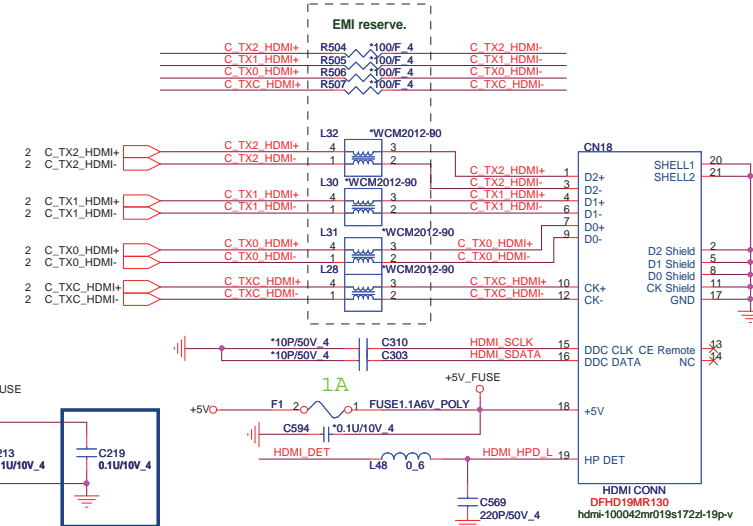 EMI reserve.
C_TX2_HDMI+ R504 *100/F_4 C_TX2_HDMI-
C_TX1_HDMI+ R505 *100/F_4 C_TX1_HDMI-
C_TX0_HDMI+ R506 *100/F_4 C_TX0_HDMI-
C_TXC_HDMI+ R507 *100/F_4 C_TXC_HDMI-
L32 *WCM2012-90
2 C_TX2_HDMI+ C_TX2_HDMI+ 4 3
2 C_TX2_HDMI- C_TX2_HDMI- 1 2
L30 *WCM2012-90
2 C_TX1_HDMI+ C_TX1_HDMI+ 4 3
2 C_TX1_HDMI- C_TX1_HDMI- 1 2
L31 *WCM2012-90
2 C_TX0_HDMI+ C_TX0_HDMI+ 4 3 C_TX0_HDMI+
2 C_TX0_HDMI- C_TX0_HDMI- 1 2 C_TX0_HDMI-
L28 *WCM2012-90
2 C_TXC_HDMI+ C_TXC_HDMI+ 4 3 C_TXC_HDMI+ 10 CK+
2 C_TXC_HDMI- C_TXC_HDMI- 1 2 C_TXC_HDMI- 12 CK-
CN18
C_TX2_HDMI+ 1 D2+
C_TX2_HDMI- 3 D2-
C_TX1_HDMI+ 4 D1+
C_TX1_HDMI- 6 D1-
7 D0+
9 D0-
SHELL1 20
SHELL2 21
D2 Shield 2
D1 Shield 5
D0 Shield 8
CK Shield 11
GND 17
*10P/50V_4 C310 HDMI_SCLK 15 DDC CLK CE Remote 13
*10P/50V_4 C303 HDMI_SDATA 16 DDC DATA NC 14
1A
+5V_FUSE
+5V F1 2 1 FUSE1.1A6V_POLY 18 +5V
C594 *0.1U/10V_4
HDMI_DET L48 0_6 HDMI_HPD_L 19 HP DET
C569
220P/50V_4
HDMI CONN
DFHD19MR130
hdmi-100042mr019s172zl-19p-v
USE
213
1U/10V_4
C219
0.1U/10V_4